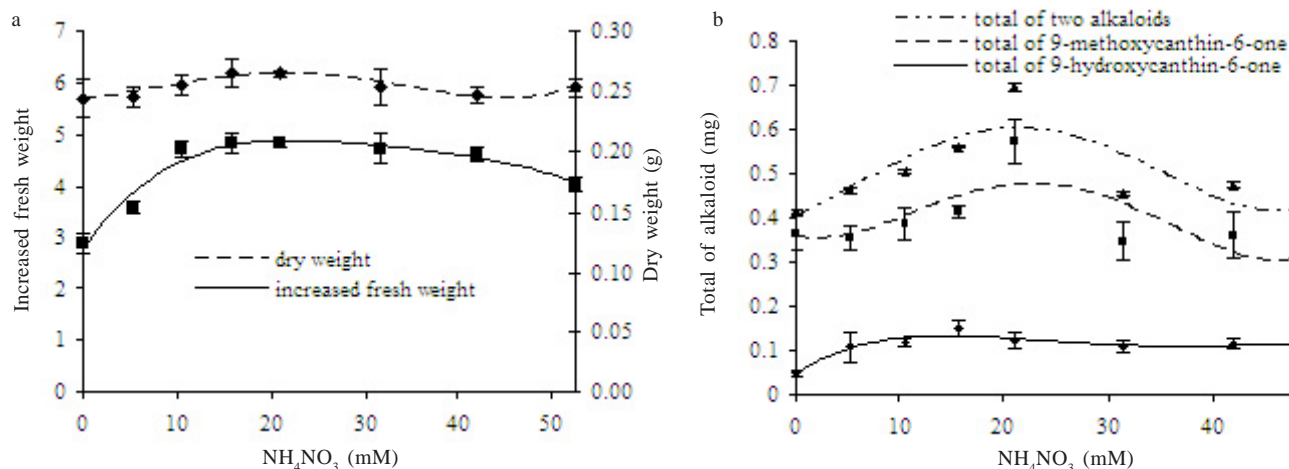 a
7
6
5
4
3
2
1
0
Increased fresh weight
dry weight
increased fresh weight
0.30
0.25
0.20
0.15
0.10
0.05
0.00
Dry weight (g)
0 10 20 30 40 50
NH4NO3 (mM)
b
total of two alkaloids
total of 9-methoxycanthin-6-one
total of 9-hydroxycanthin-6-one
0.8
0.7
0.6
0.5
0.4
0.3
0.2
0.1
0
Total of alkaloid (mg)
0 10 20 30 40
NH4NO3 (mM)